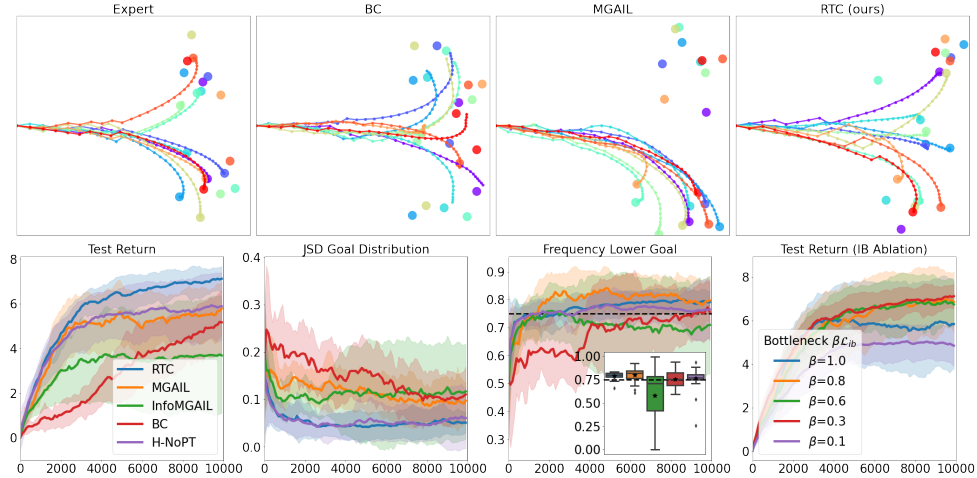 Expert
BC
MGAIL
RTC (ours)
Test Return
JSD Goal Distribution
Frequency Lower Goal
Test Return (IB Ablation)
8
6
4
2
0
0
2000
4000
6000
8000
10000
RTC
MGAIL
InfoMGAIL
BC
H-NoPT
0.4
0.3
0.2
0.1
0.0
0
2000
4000
6000
8000
10000
0.9
0.8
0.7
0.6
0.5
0.4
0.3
0
2000
4000
6000
8000
10000
1.00
0.75
0.50
0.25
0.00
8
6
4
2
0
0
2000
4000
6000
8000
10000
Bottleneck βℒib
β=1.0
β=0.8
β=0.6
β=0.3
β=0.1